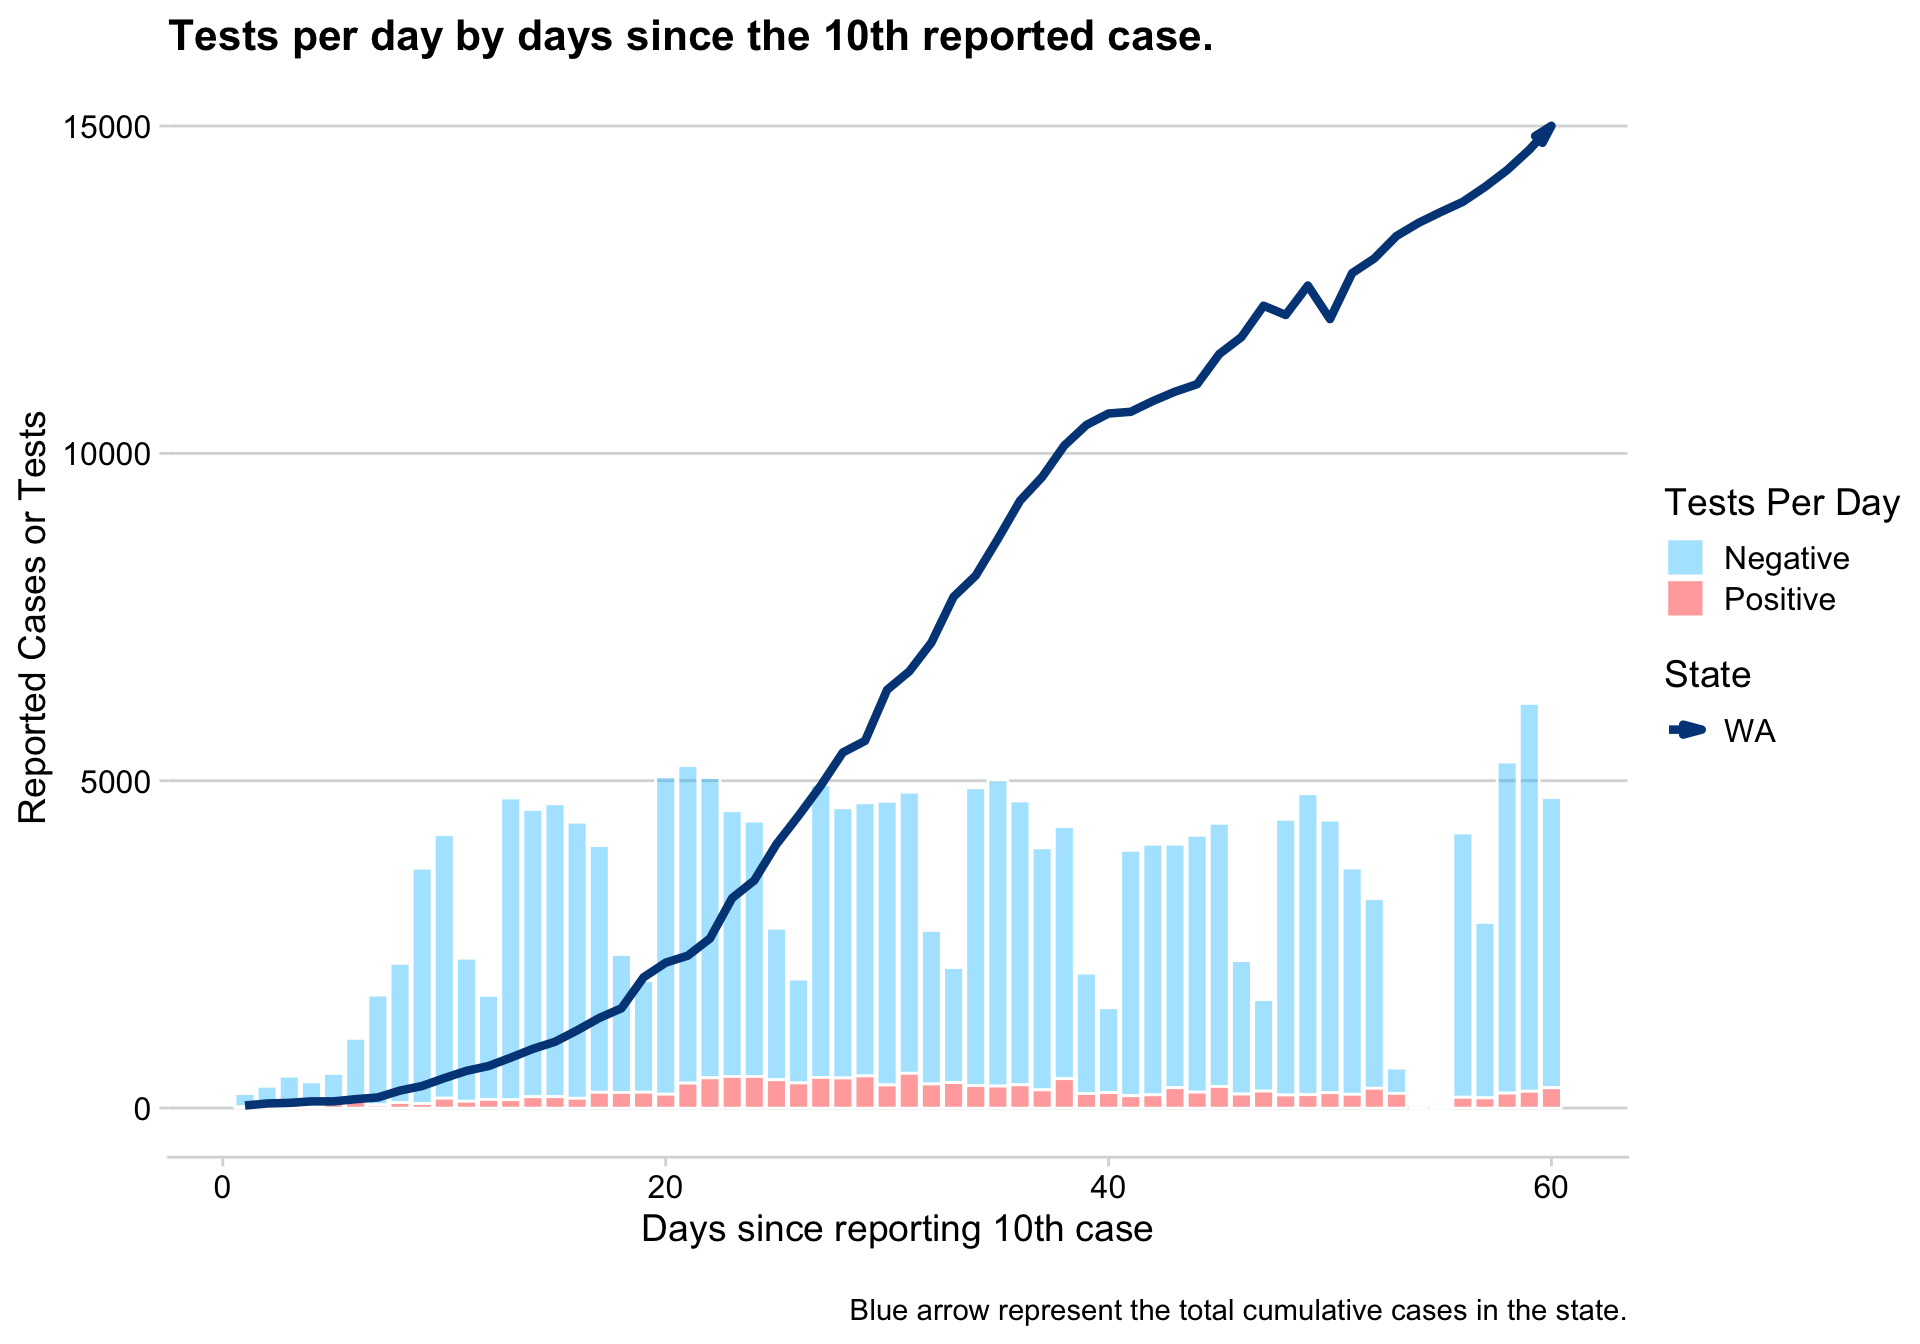 Tests per day by days since the 10th reported case.
15000
10000
5000
0
Reported Cases or Tests
0
20
40
60
Days since reporting 10th case
Tests Per Day
Negative
Positive
State
WA
Blue arrow represent the total cumulative cases in the state.